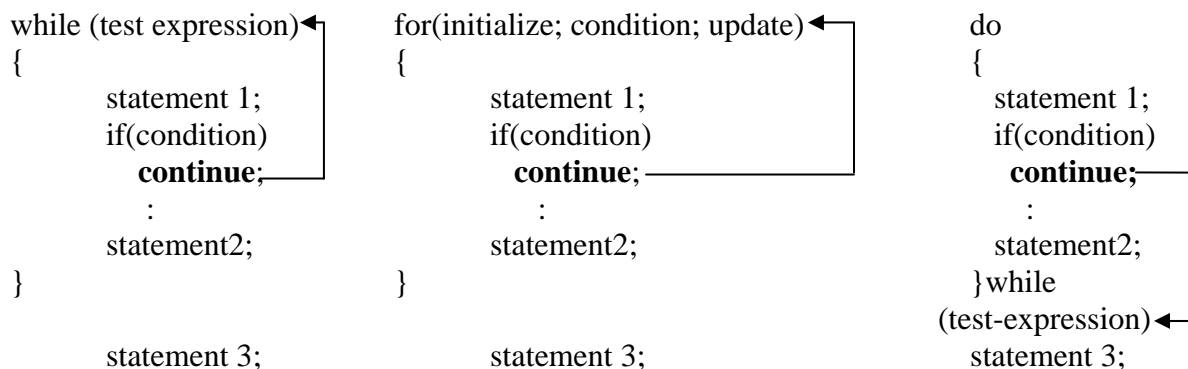 while (test expression)
{
statement 1;
if(condition)
continue;
:
statement2;
}
statement 3;
for(initialize; condition; update)
{
statement 1;
if(condition)
continue;
:
statement2;
}
statement 3;
do
{
statement 1;
if(condition)
continue;
:
statement2;
}while
(test-expression)
statement 3;